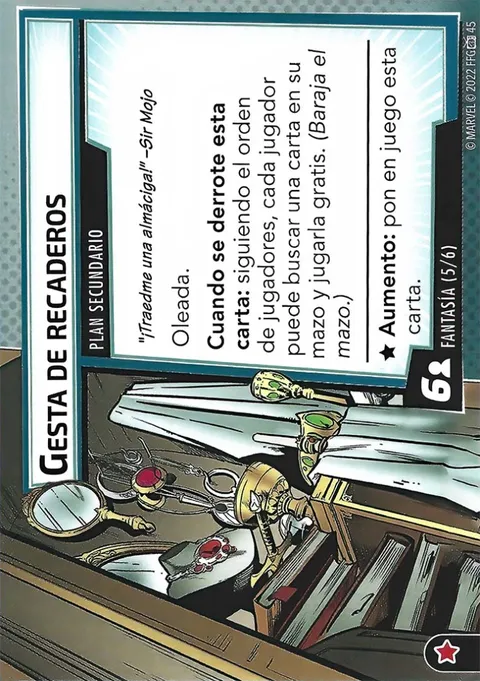 GESTA DE RECADEROS
PLAN SECUNDARIO
"¡Traedme una almáciga!" –Sir Mojo
Oleada.
Cuando se derrote esta
carta: siguiendo el orden
de jugadores, cada jugador
puede buscar una carta en su
mazo y jugarla gratis. (Baraja el
mazo.)
★ Aumento: pon en juego esta
carta.
6
FANTASÍA (5/6)
© MARVEL © 2022 FFG 45